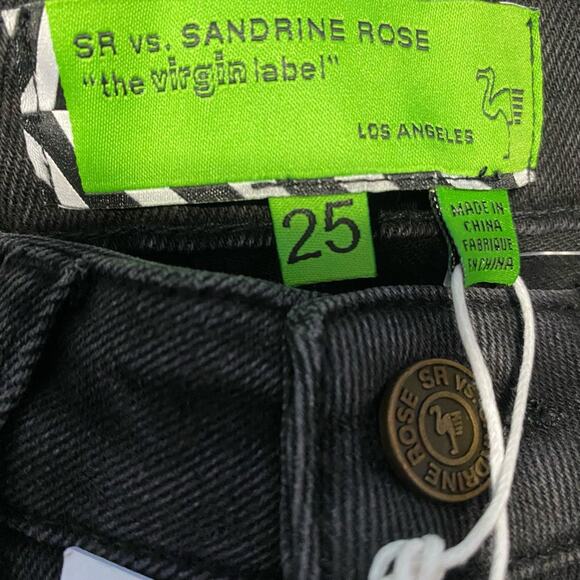 SR vs. SANDRINE ROSE
"the virgin label"
LOS ANGELES
25
MADE IN
CHINA
FABRIQUE
EN CHINA
SR VS. SANDRINE ROSE